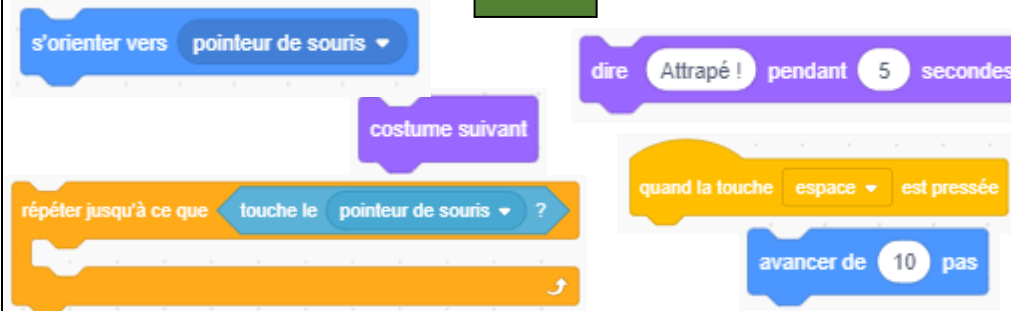 s'orienter vers pointeur de souris
dire Attrapé ! pendant 5 secondes
costume suivant
quand la touche espace est pressée
répéter jusqu'à ce que touche le pointeur de souris ?
avancer de 10 pas